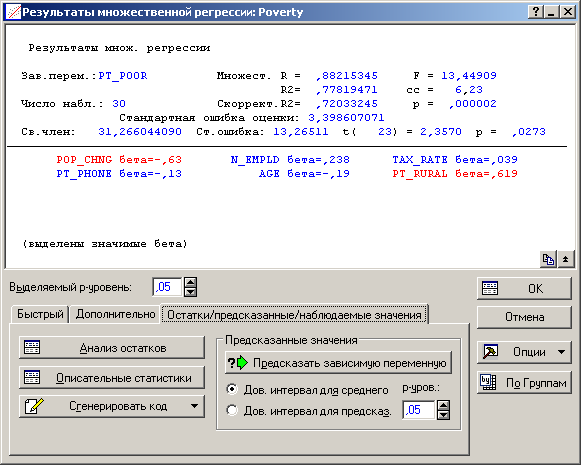 Результаты множественной регрессии: Poverty
Результаты множ. регрессии
Зав.перем.:PT_POOR Множест. R = ,88215345 F = 13,44909
R2= ,77819471 сс = 6,23
Число набл.: 30 Скоррект.R2= ,72033245 p = ,000002
Стандартная ошибка оценки: 3,398607071
Св.член: 31,266044090 Ст.ошибка: 13,26511 t( 23) = 2,3570 p = ,0273
POP_CHNG бета=-,63 N_EMPLD бета=,238 TAX_RATE бета=,039
PT_PHONE бета=-,13 AGE бета=-,19 PT_RURAL бета=,619
(выделены значимые бета)
Выделяемый p-уровень: ,05
OK
Быстрый Дополнительно Остатки/предсказанные/наблюдаемые значения
Отмена
Предсказанные значения
Анализ остатков
Предсказать зависимую переменную
Опции
Описательные статистики
Дов. интервал для среднего p-уров.:
По Группам
Сгенерировать код
Дов. интервал для предсказ. ,05